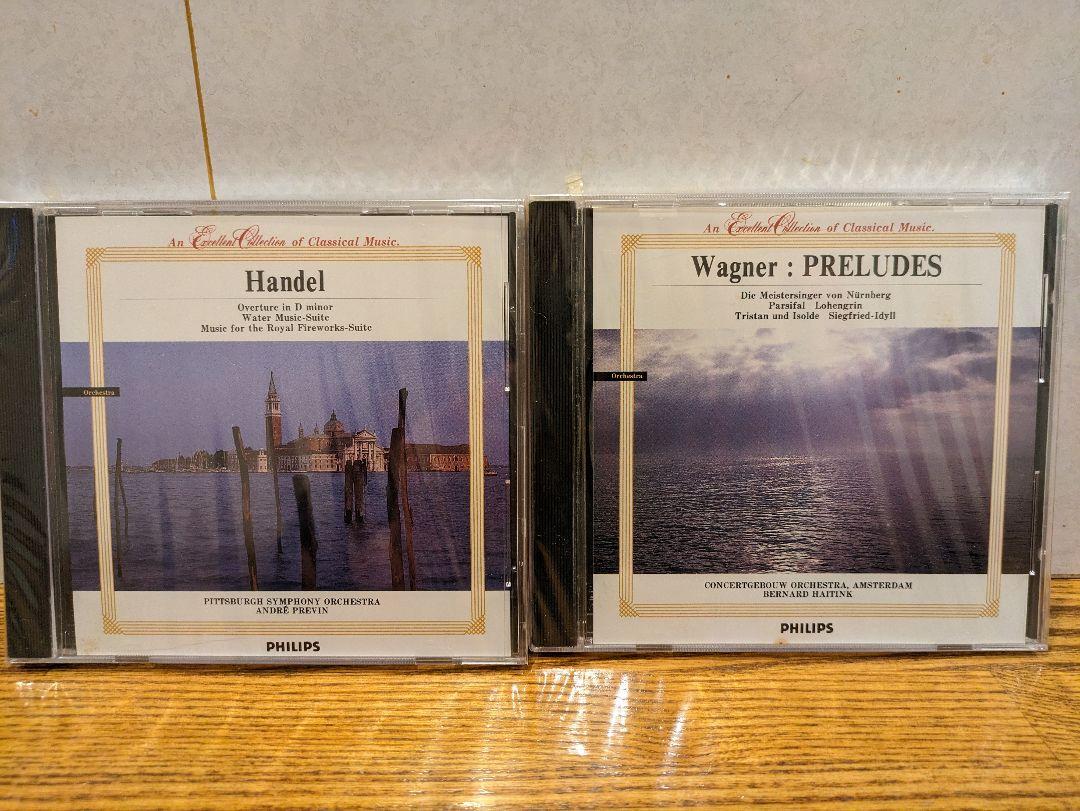 An Excellent Collection of Classical Music.
Handel
Overture in D minor
Water Music-Suite
Music for the Royal Fireworks-Suite
Orchestra
PITTSBURGH SYMPHONY ORCHESTRA
ANDRÉ PREVIN
PHILIPS
An Excellent Collection of Classical Music.
Wagner : PRELUDES
Die Meistersinger von Nürnberg
Parsifal Lohengrin
Tristan und Isolde Siegfried-Idyll
Orchestra
CONCERTGEBOUW ORCHESTRA, AMSTERDAM
BERNARD HAITINK
PHILIPS